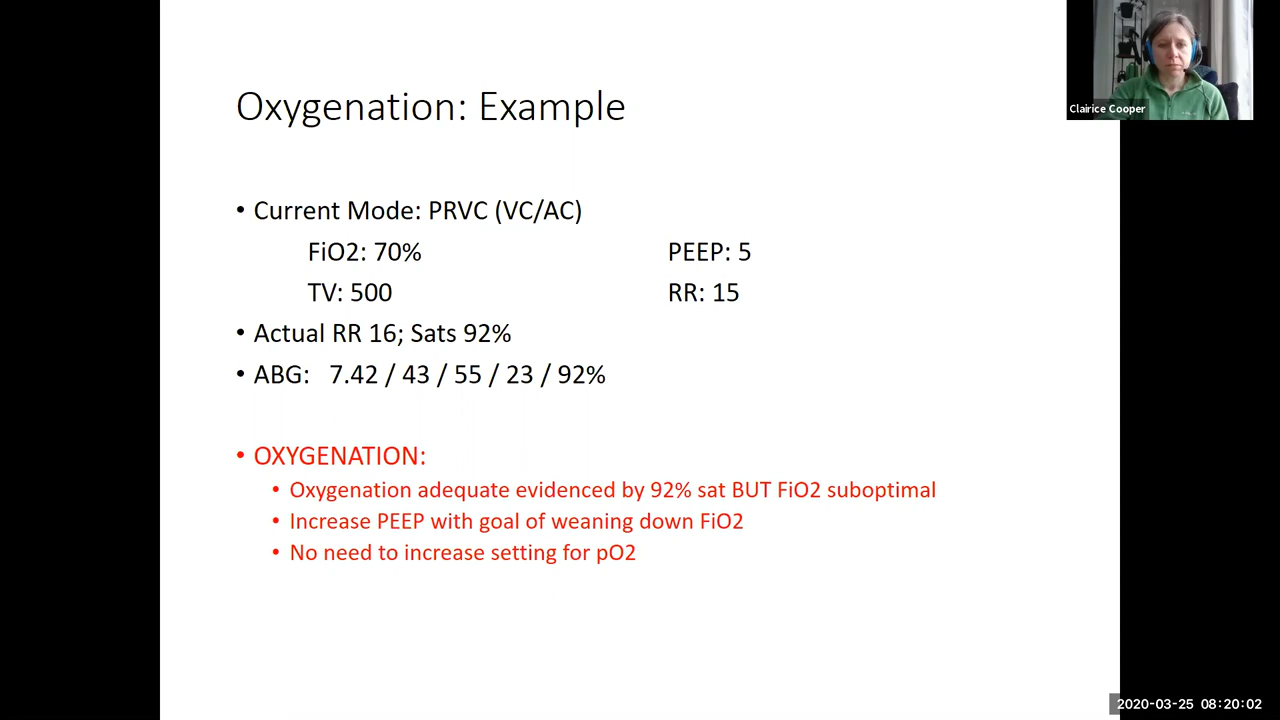 Clairice Cooper
Oxygenation: Example
• Current Mode: PRVC (VC/AC)
FiO2: 70% PEEP: 5
TV: 500 RR: 15
• Actual RR 16; Sats 92%
• ABG: 7.42 / 43 / 55 / 23 / 92%
• OXYGENATION:
• Oxygenation adequate evidenced by 92% sat BUT FiO2 suboptimal
• Increase PEEP with goal of weaning down FiO2
• No need to increase setting for pO2
2020-03-25 08:20:02